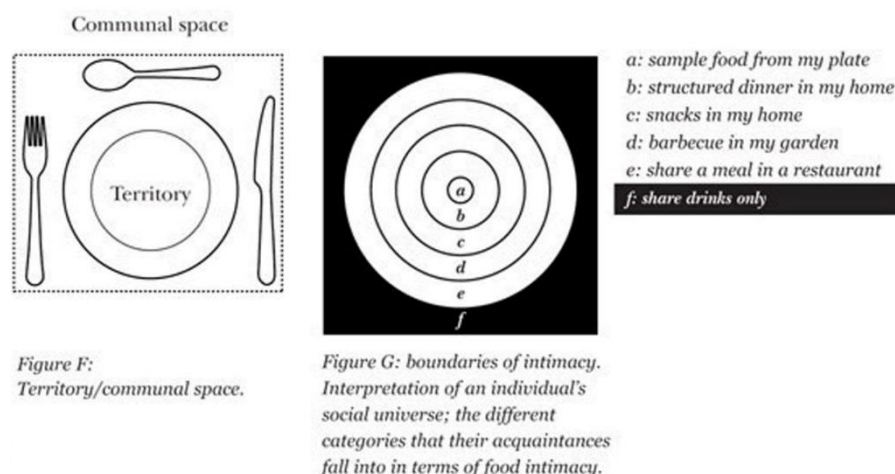 Communal space
Territory
Figure F:
Territory/communal space.
a
b
c
d
e
f
Figure G: boundaries of intimacy.
Interpretation of an individual's
social universe; the different
categories that their acquaintances
fall into in terms of food intimacy.
a: sample food from my plate
b: structured dinner in my home
c: snacks in my home
d: barbecue in my garden
e: share a meal in a restaurant
f: share drinks only